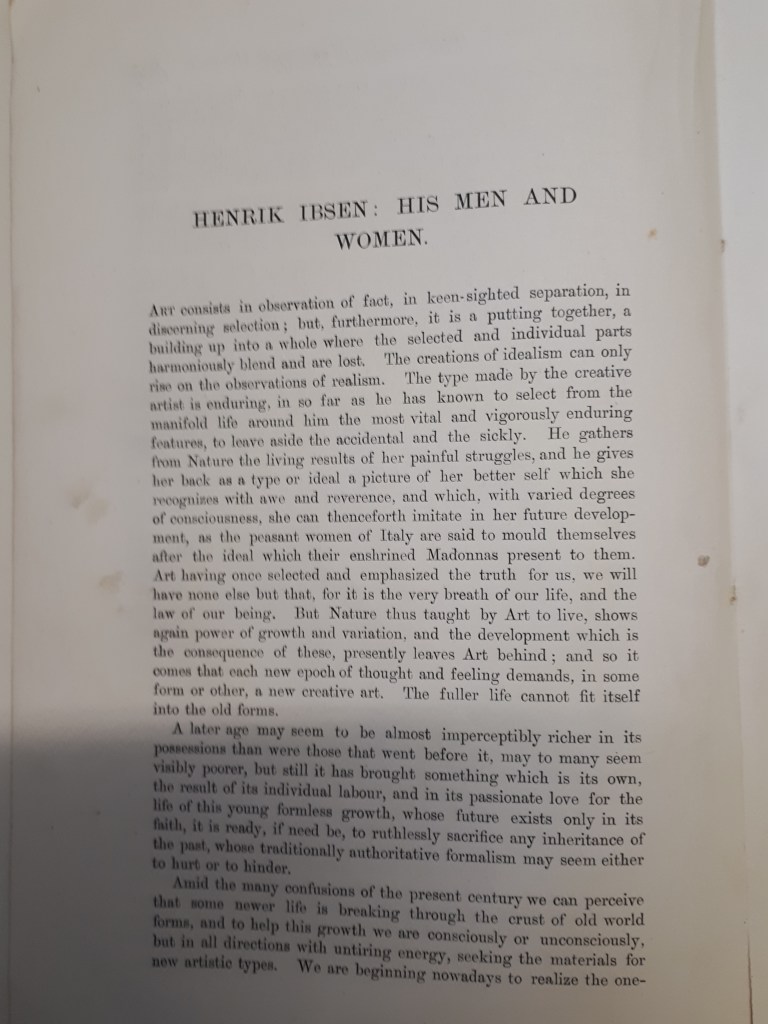 HENRIK IBSEN: HIS MEN AND
WOMEN.
ART consists in observation of fact, in keen-sighted separation, in
discerning selection; but, furthermore, it is a putting together, a
building up into a whole where the selected and individual parts
harmoniously blend and are lost. The creations of idealism can only
rise on the observations of realism. The type made by the creative
artist is enduring, in so far as he has known to select from the
manifold life around him the most vital and vigorously enduring
features, to leave aside the accidental and the sickly. He gathers
from Nature the living results of her painful struggles, and he gives
her back as a type or ideal a picture of her better self which she
recognizes with awe and reverence, and which, with varied degrees
of consciousness, she can thenceforth imitate in her future develop-
ment, as the peasant women of Italy are said to mould themselves
after the ideal which their enshrined Madonnas present to them.
Art having once selected and emphasized the truth for us, we will
have none else but that, for it is the very breath of our life, and the
law of our being. But Nature thus taught by Art to live, shows
again power of growth and variation, and the development which is
the consequence of these, presently leaves Art behind; and so it
comes that each new epoch of thought and feeling demands, in some
form or other, a new creative art. The fuller life cannot fit itself
into the old forms.
A later age may seem to be almost imperceptibly richer in its
possessions than were those that went before it, may to many seem
visibly poorer, but still it has brought something which is its own,
the result of its individual labour, and in its passionate love for the
life of this young formless growth, whose future exists only in its
faith, it is ready, if need be, to ruthlessly sacrifice any inheritance of
the past, whose traditionally authoritative formalism may seem either
to hurt or to hinder.
Amid the many confusions of the present century we can perceive
that some newer life is breaking through the crust of old world
forms, and to help this growth we are consciously or unconsciously,
but in all directions with untiring energy, seeking the materials for
new artistic types. We are beginning nowadays to realize the one-